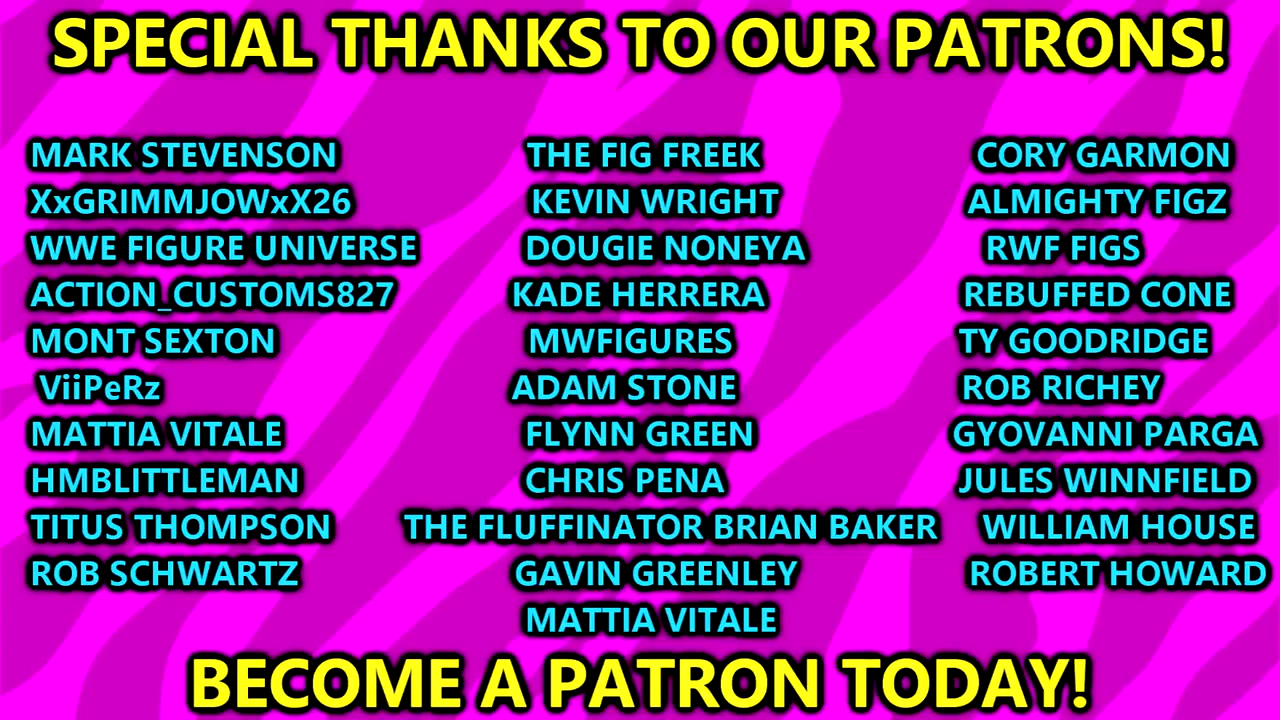 SPECIAL THANKS TO OUR PATRONS!
MARK STEVENSON THE FIG FREEK CORY GARMON
XxGRIMMJOWxX26 KEVIN WRIGHT ALMIGHTY FIGZ
WWE FIGURE UNIVERSE DOUGIE NONEYA RWF FIGS
ACTION_CUSTOMS827 KADE HERRERA REBUFFED CONE
MONT SEXTON MWFIGURES TY GOODRIDGE
ViiPeRz ADAM STONE ROB RICHEY
MATTIA VITALE FLYNN GREEN GYOVANNI PARGA
HMBLITTLEMAN CHRIS PENA JULES WINNFIELD
TITUS THOMPSON THE FLUFFINATOR BRIAN BAKER WILLIAM HOUSE
ROB SCHWARTZ GAVIN GREENLEY ROBERT HOWARD
MATTIA VITALE
BECOME A PATRON TODAY!